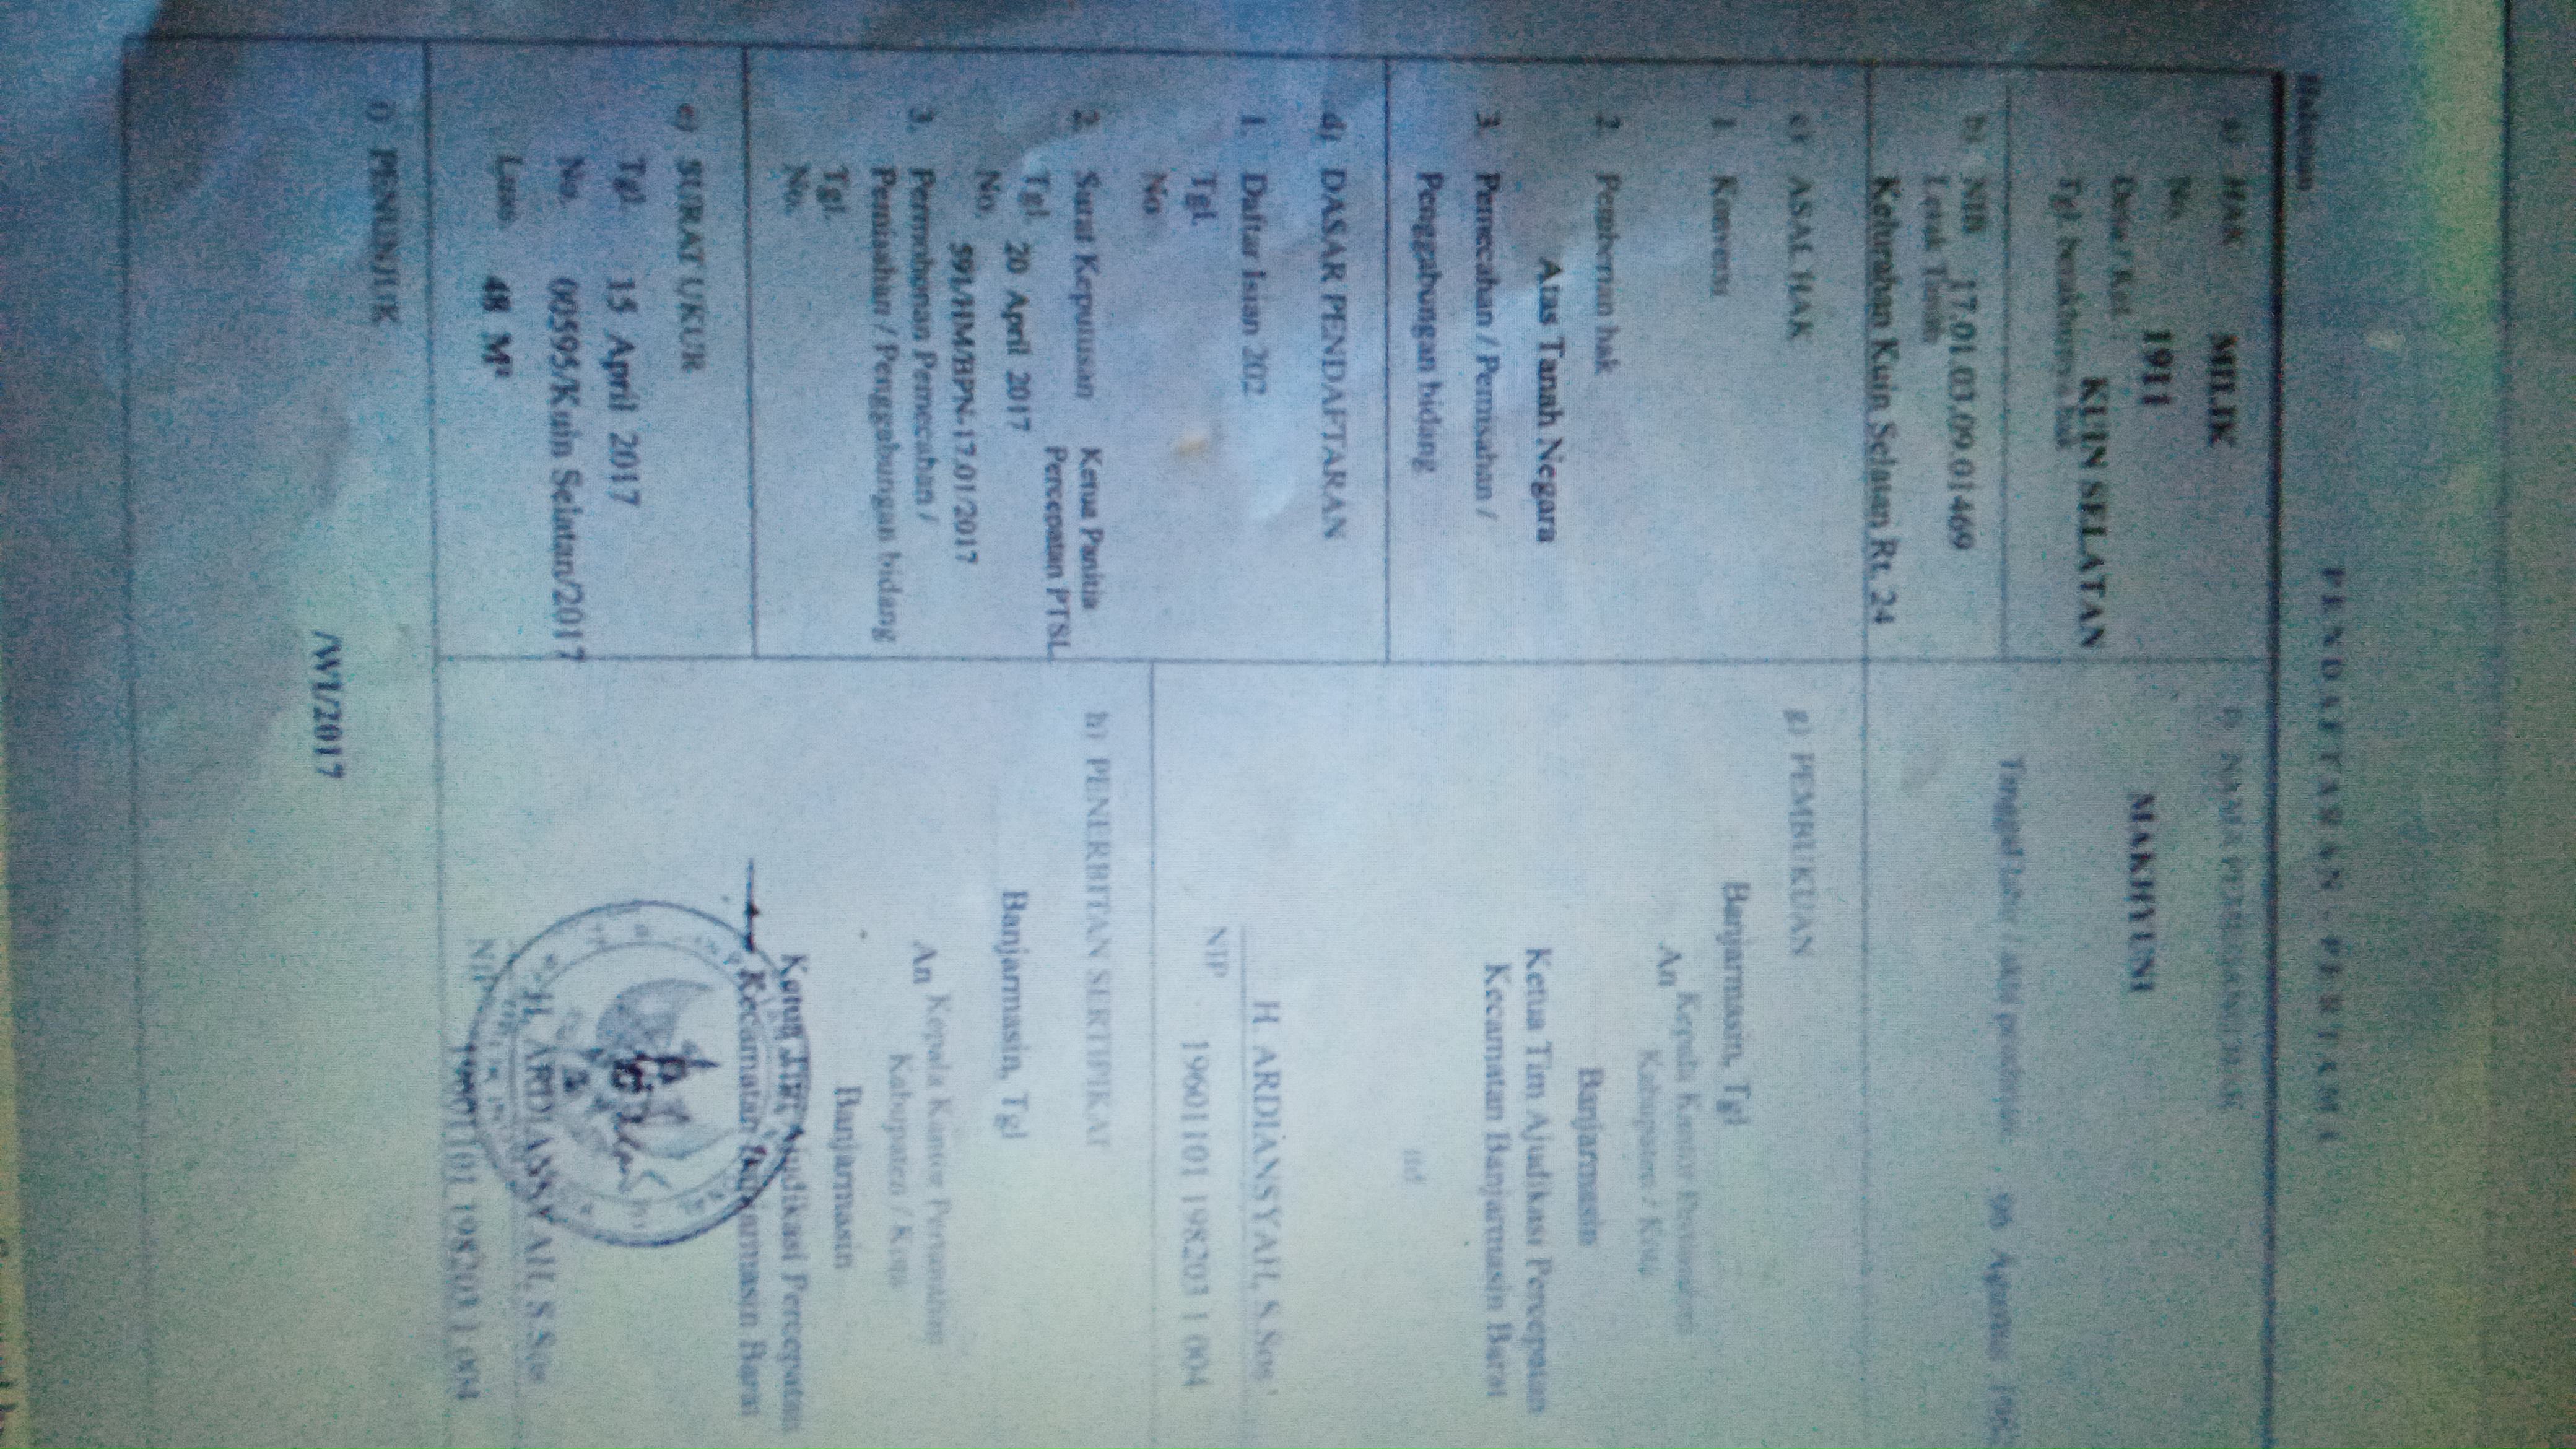 Halaman
PENDAFTARAN - PERTAMA
a) HAK MILIK
No. 1911
Desa / Kel. : KUIN SELATAN
Tgl. berakhirnya hak
b) NIB 17.01.03.09.01469
Letak Tanah
Kelurahan Kuin Selatan Rt. 24
c) ASAL HAK
1. Konversi
2. Pemberian hak
Atas Tanah Negara
3. Pemecahan / Pemisahan /
Penggabungan bidang
d) DASAR PENDAFTARAN
1. Daftar Isian 202
Tgl.
No.
2. Surat Keputusan Ketua Panitia
Percepatan PTSL
Tgl. 20 April 2017
No. 591/HM/BPN-17.01/2017
3. Permohonan Pemecahan /
Pemisahan / Penggabungan bidang
Tgl.
No.
e) SURAT UKUR
Tgl. 15 April 2017
No. 00595/Kuin Selatan/2017
Luas 48 M²
f) NAMA PEMEGANG HAK
MAKHYUNI
Tanggal lahir / akta pendirian
06 Agustus
g) PEMBUKUAN
Banjarmasin, Tgl
An Kepala Kantor Pertanahan
Kabupaten / Kota
Banjarmasin
Ketua Tim Ajudikasi Percepatan
Kecamatan Banjarmasin Barat
ttd
H. ARDIANSYAH, S.Sos
NIP 19601101 198203 1 004
h) PENERBITAN SERTIPIKAT
Banjarmasin, Tgl
An Kepala Kantor Pertanahan
Kabupaten / Kota
Banjarmasin
Ketua Tim Ajudikasi Percepatan
Kecamatan Banjarmasin Barat
H. ARDIANSYAH, S.Sos
NIP 19601101 198203 1 004
i) PENUNJUK
/WI/2017